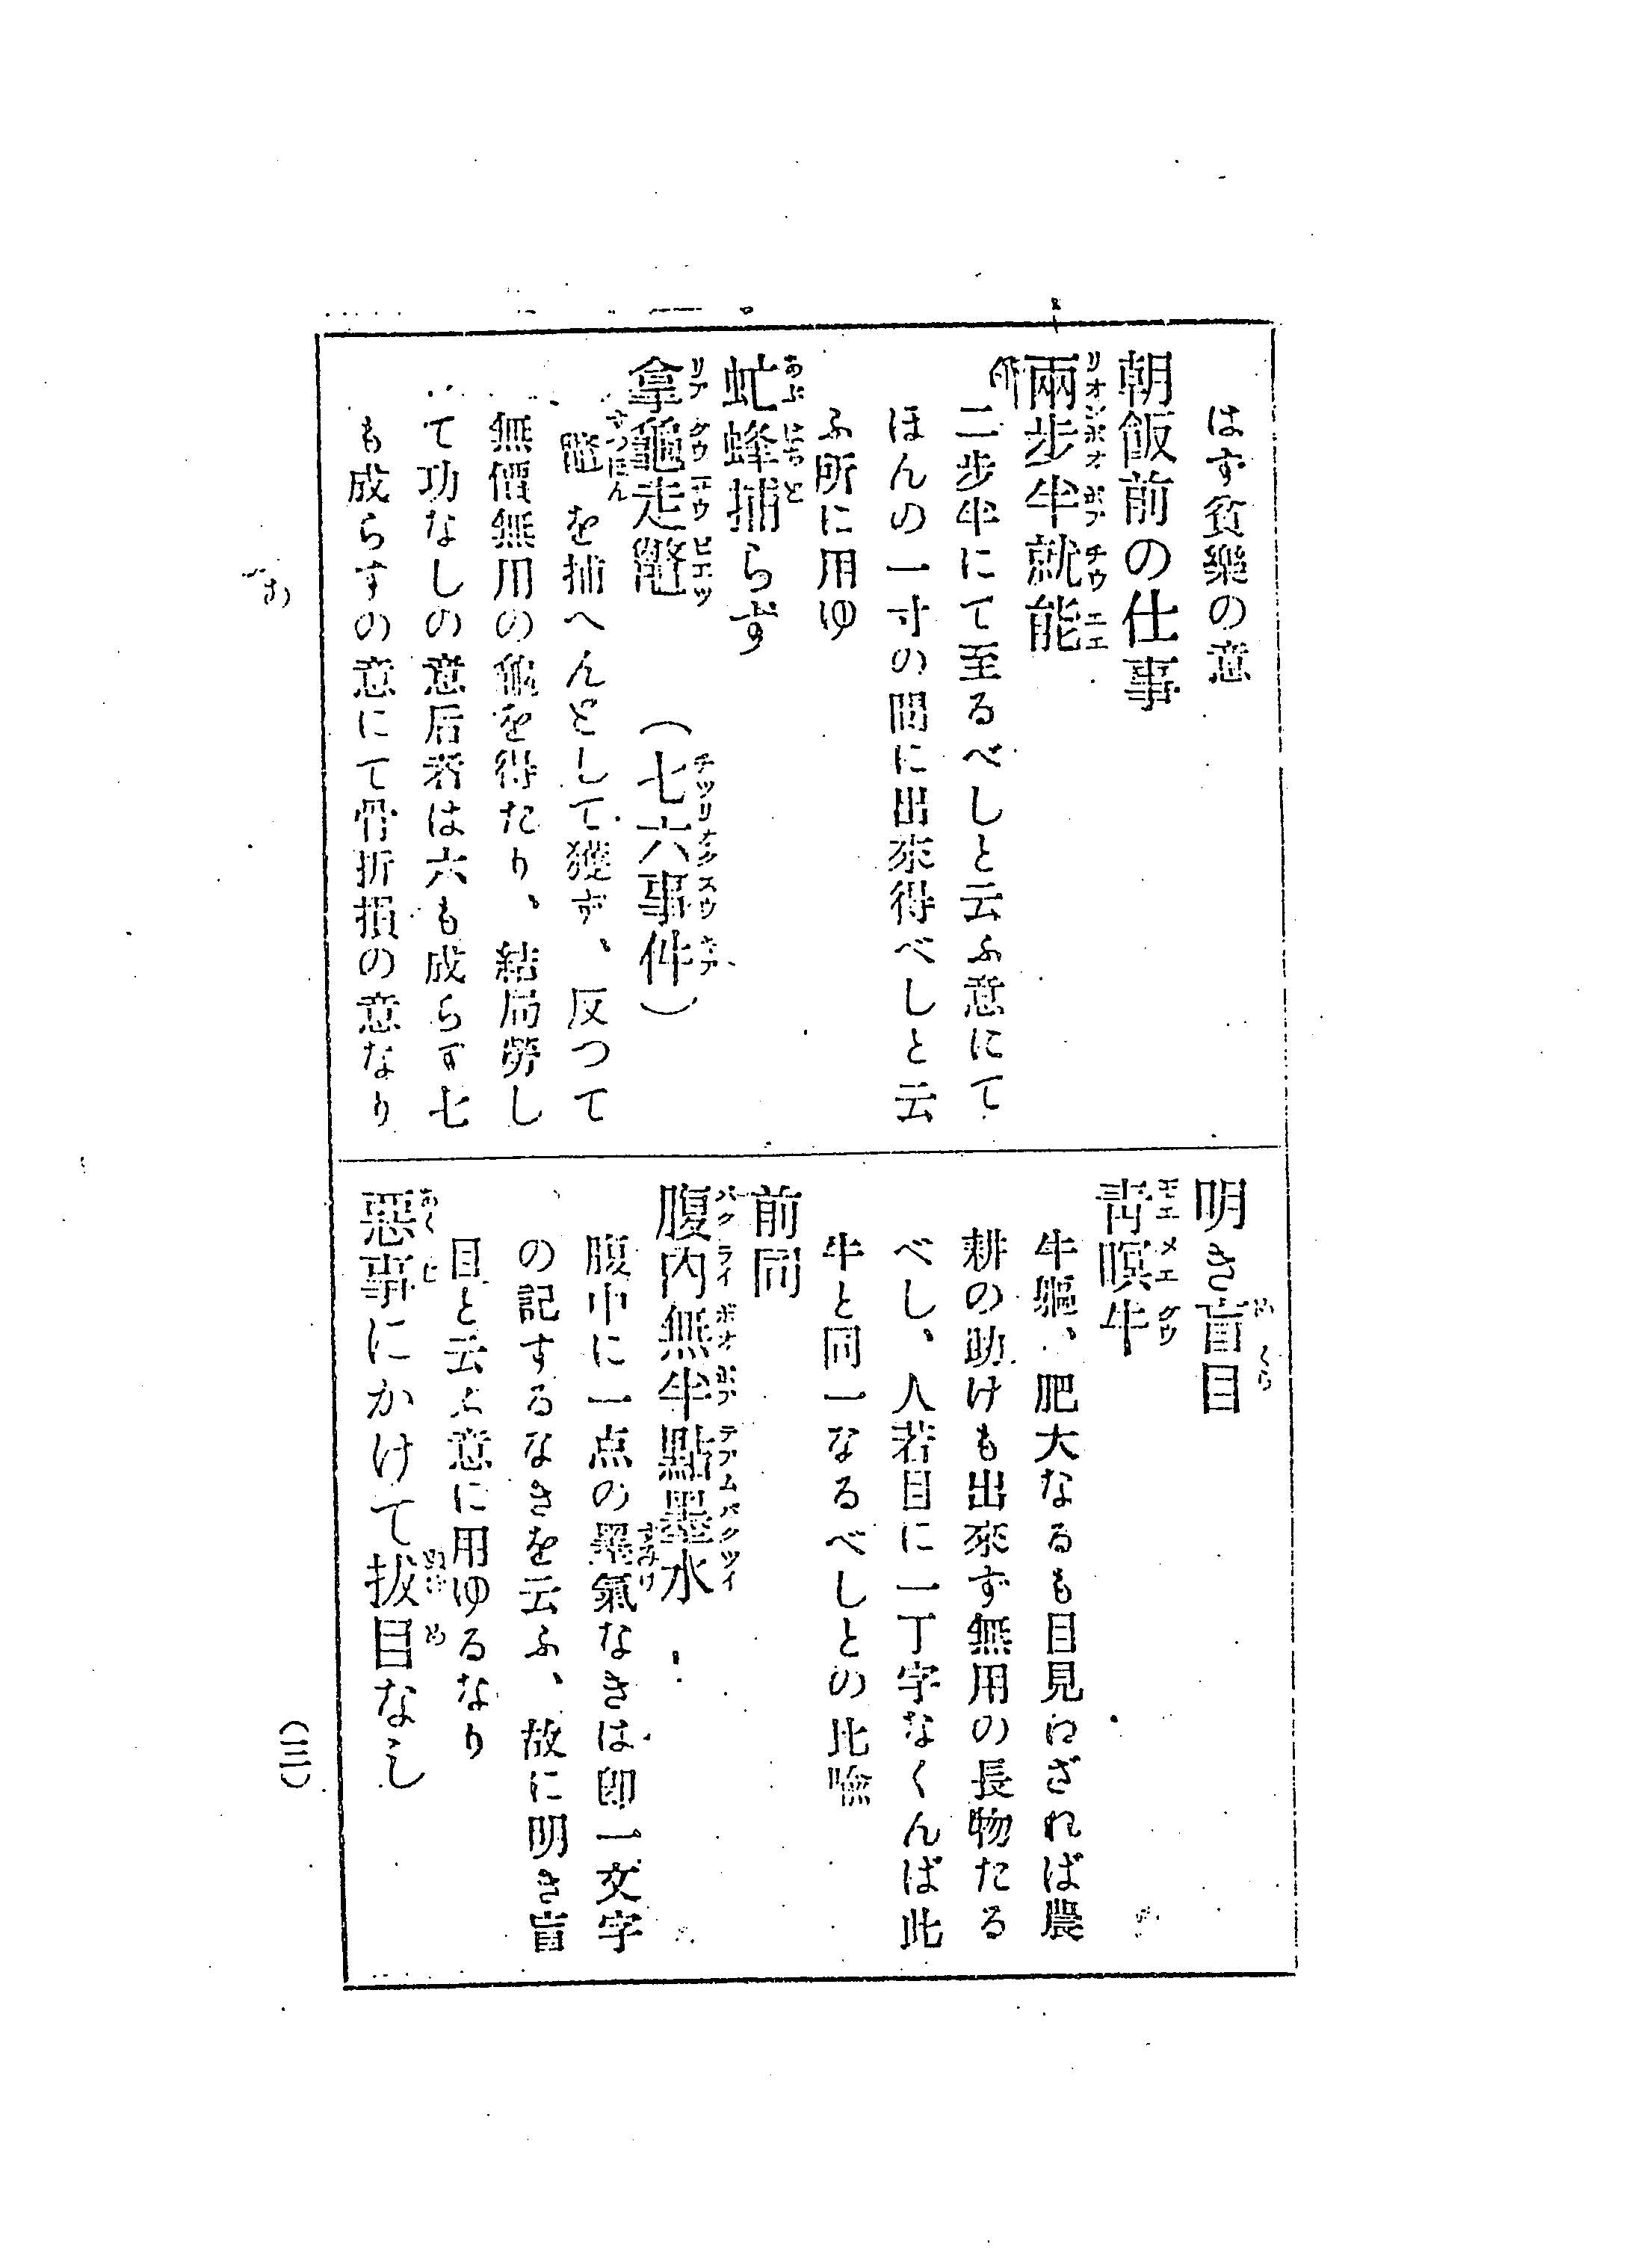 はず貧樂の意
朝飯前の仕事
兩步半就能
二步半にて至るべしと云ふ意にて
ほんの一寸の間に出來得べしと云
ふ所に用ゆ
虻蜂捕らず
拿龜走鼈 (七六事件)
鼈を捕へんとして獲ず、反つて
無價無用の龜を得たり、結局勞し
て功なしの意后者は六も成らず七
も成らすの意にて骨折損の意なり
明き盲目
靑暝牛
牛軀、肥大なるも目見ねざれば農
耕の助けも出來ず無用の長物たる
べし、人若目に一丁字なくんば此
牛と同一なるべしとの比喩
前同
腹內無半點墨水
腹中に一点の墨氣なきは卽一文字
の記するなきを云ふ、故に明き盲
目と云ふ意に用ゆるなり
惡事にかけて拔目なし
(三)